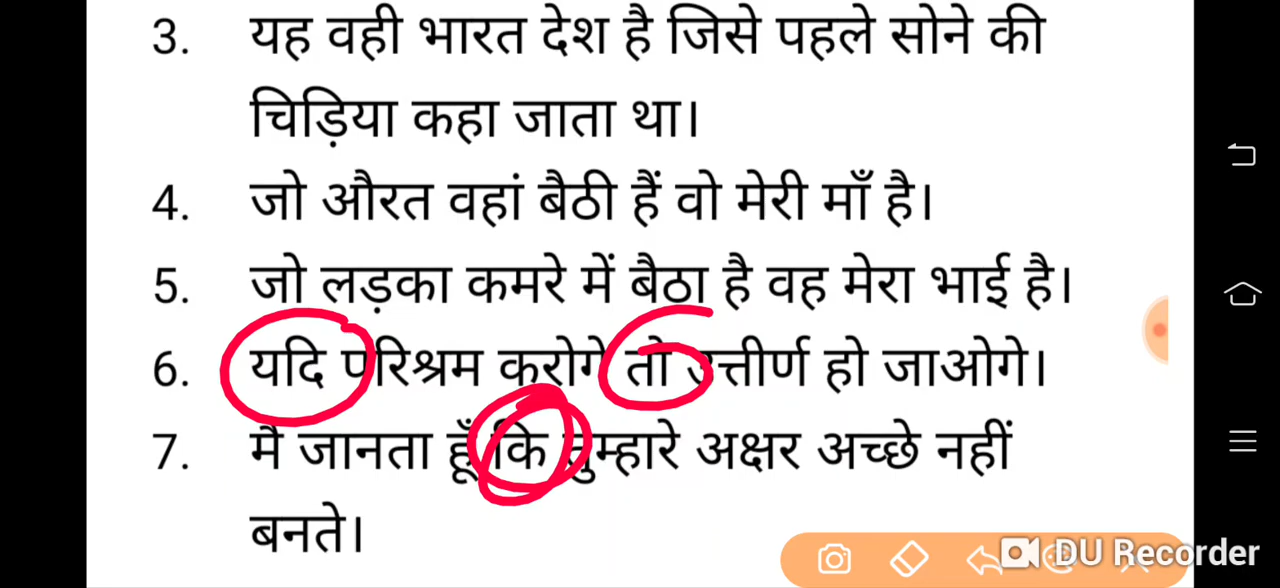 3. यह वही भारत देश है जिसे पहले सोने की
चिड़िया कहा जाता था।
4. जो औरत वहां बैठी हैं वो मेरी माँ है।
5. जो लड़का कमरे में बैठा है वह मेरा भाई है।
6. यदि परिश्रम करोगे तो उत्तीर्ण हो जाओगे।
7. मै जानता हूँ कि तुम्हारे अक्षर अच्छे नहीं
बनते।
DU Recorder